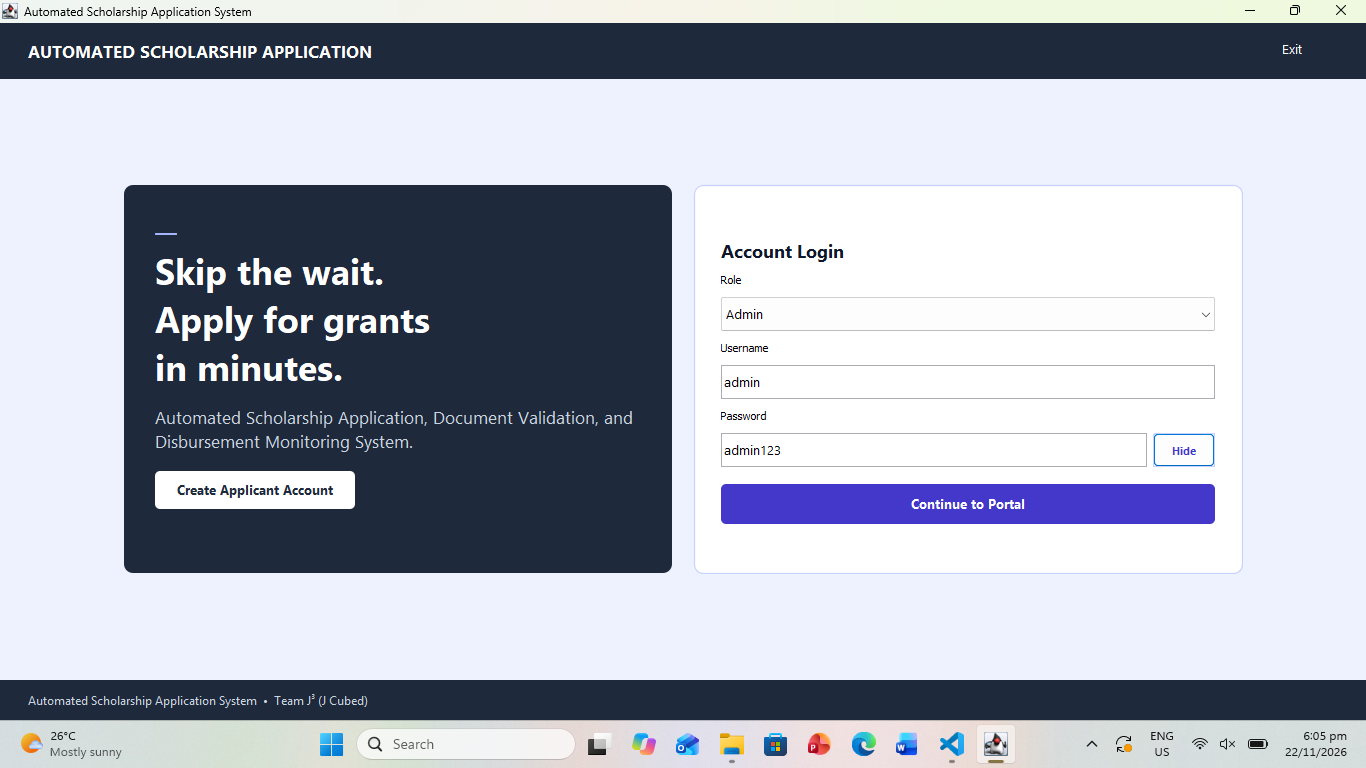 Automated Scholarship Application System
AUTOMATED SCHOLARSHIP APPLICATION
Exit
Skip the wait.
Apply for grants
in minutes.
Automated Scholarship Application, Document Validation, and
Disbursement Monitoring System.
Create Applicant Account
Account Login
Role
Admin
Username
admin
Password
admin123
Hide
Continue to Portal
Automated Scholarship Application System • Team J³ (J Cubed)
26°C
Mostly sunny
Search
ENG
US
6:05 pm
22/11/2026